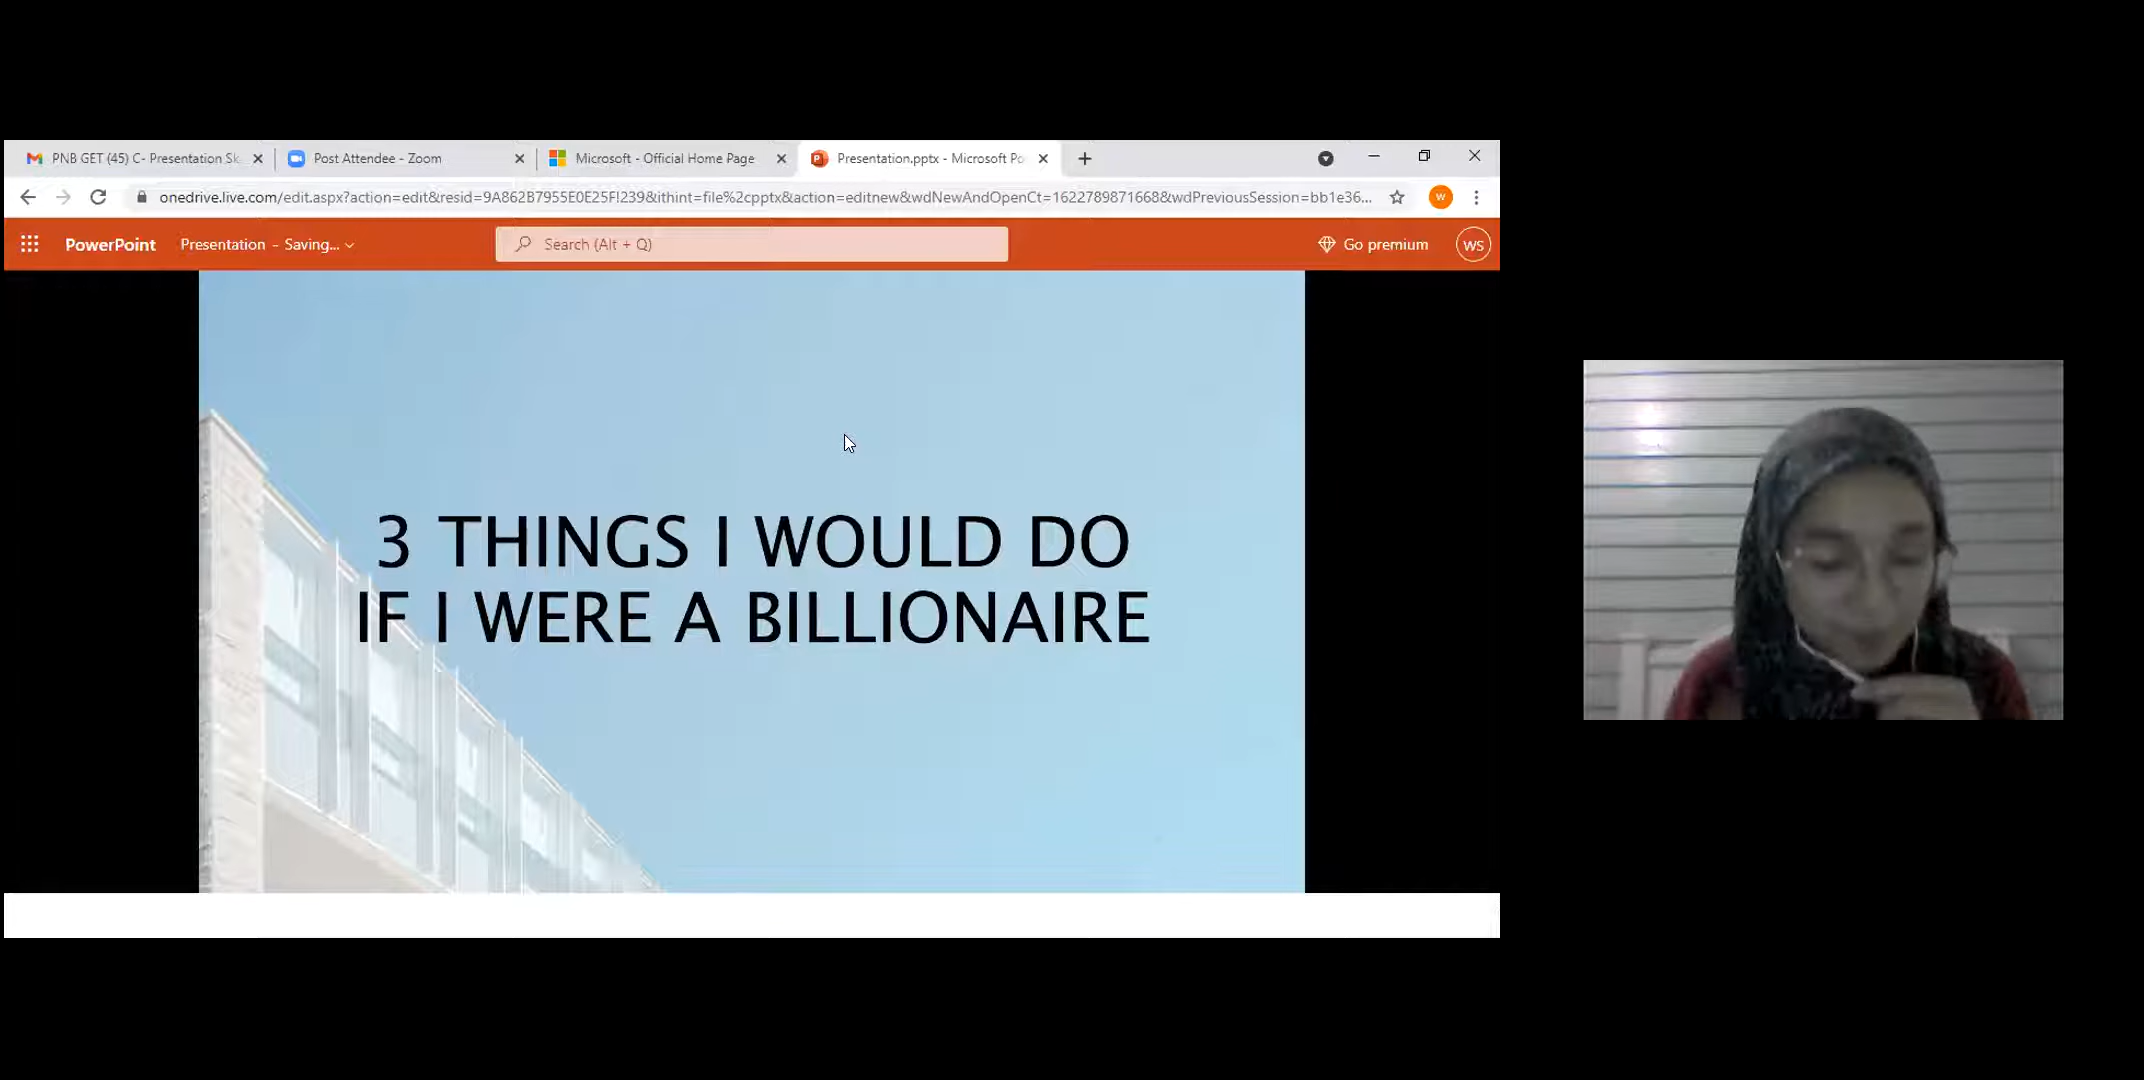 PNB GET (45) C- Presentation Sk
Post Attendee - Zoom
Microsoft - Official Home Page
Presentation.pptx - Microsoft Po
onedrive.live.com/edit.aspx?action=edit&resid=9A862B7955E0E25F!239&ithint=file%2cpptx&action=editnew&wdNewAndOpenCt=1622789871668&wdPreviousSession=bb1e36...
W
PowerPoint
Presentation - Saving...
Search (Alt + Q)
Go premium
WS
3 THINGS I WOULD DO
IF I WERE A BILLIONAIRE